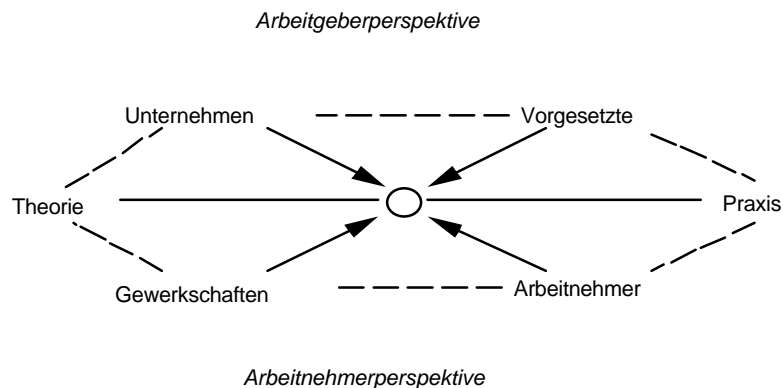 Arbeitgeberperspektive
Unternehmen
Vorgesetzte
Theorie
Praxis
Gewerkschaften
Arbeitnehmer
Arbeitnehmerperspektive